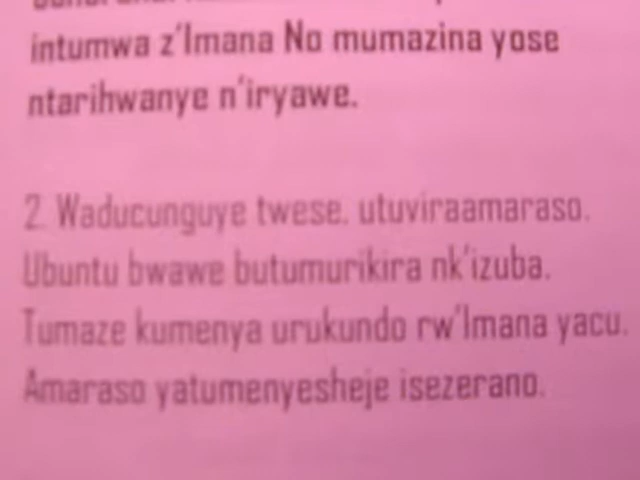 intumwa z'Imana No mumazina yose
ntarihwanye n'iryawe.
2. Waducunguye twese. utuviraamaraso.
Ubuntu bwawe butumurikira nk'izuba.
Tumaze kumenya urukundo rw'Imana yacu.
Amaraso yatumenyesheje isezerano.